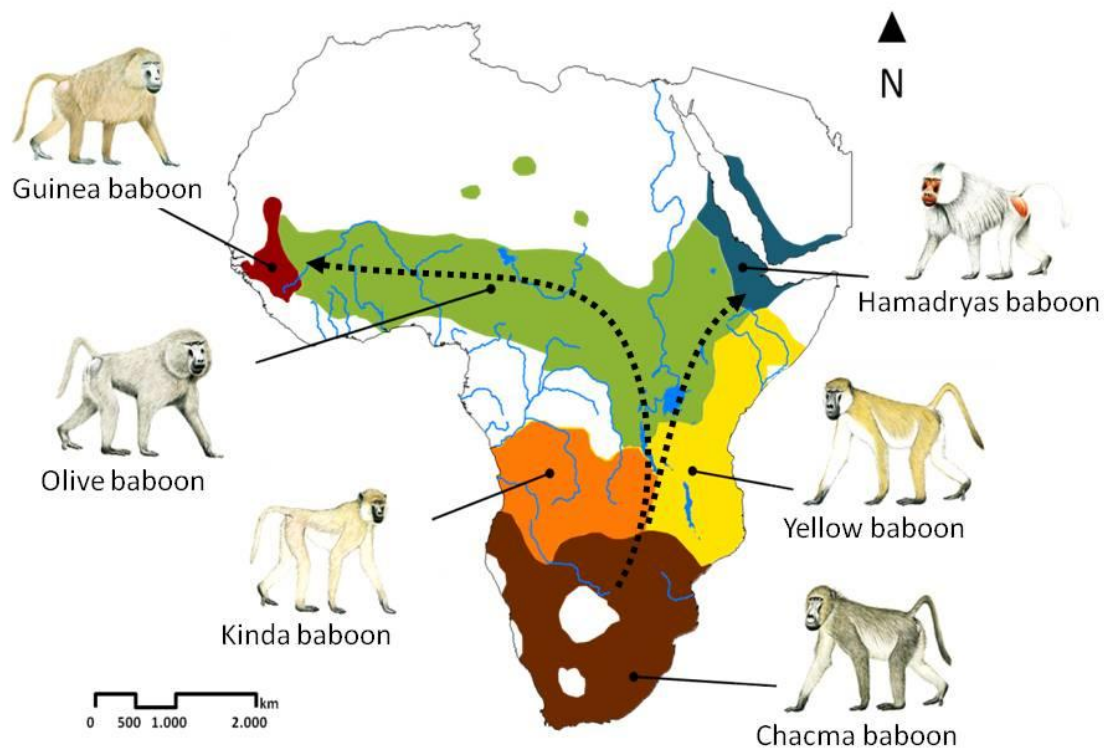 N
Guinea baboon
Hamadryas baboon
Olive baboon
Yellow baboon
Kinda baboon
Chacma baboon
0 500 1.000 2.000 km